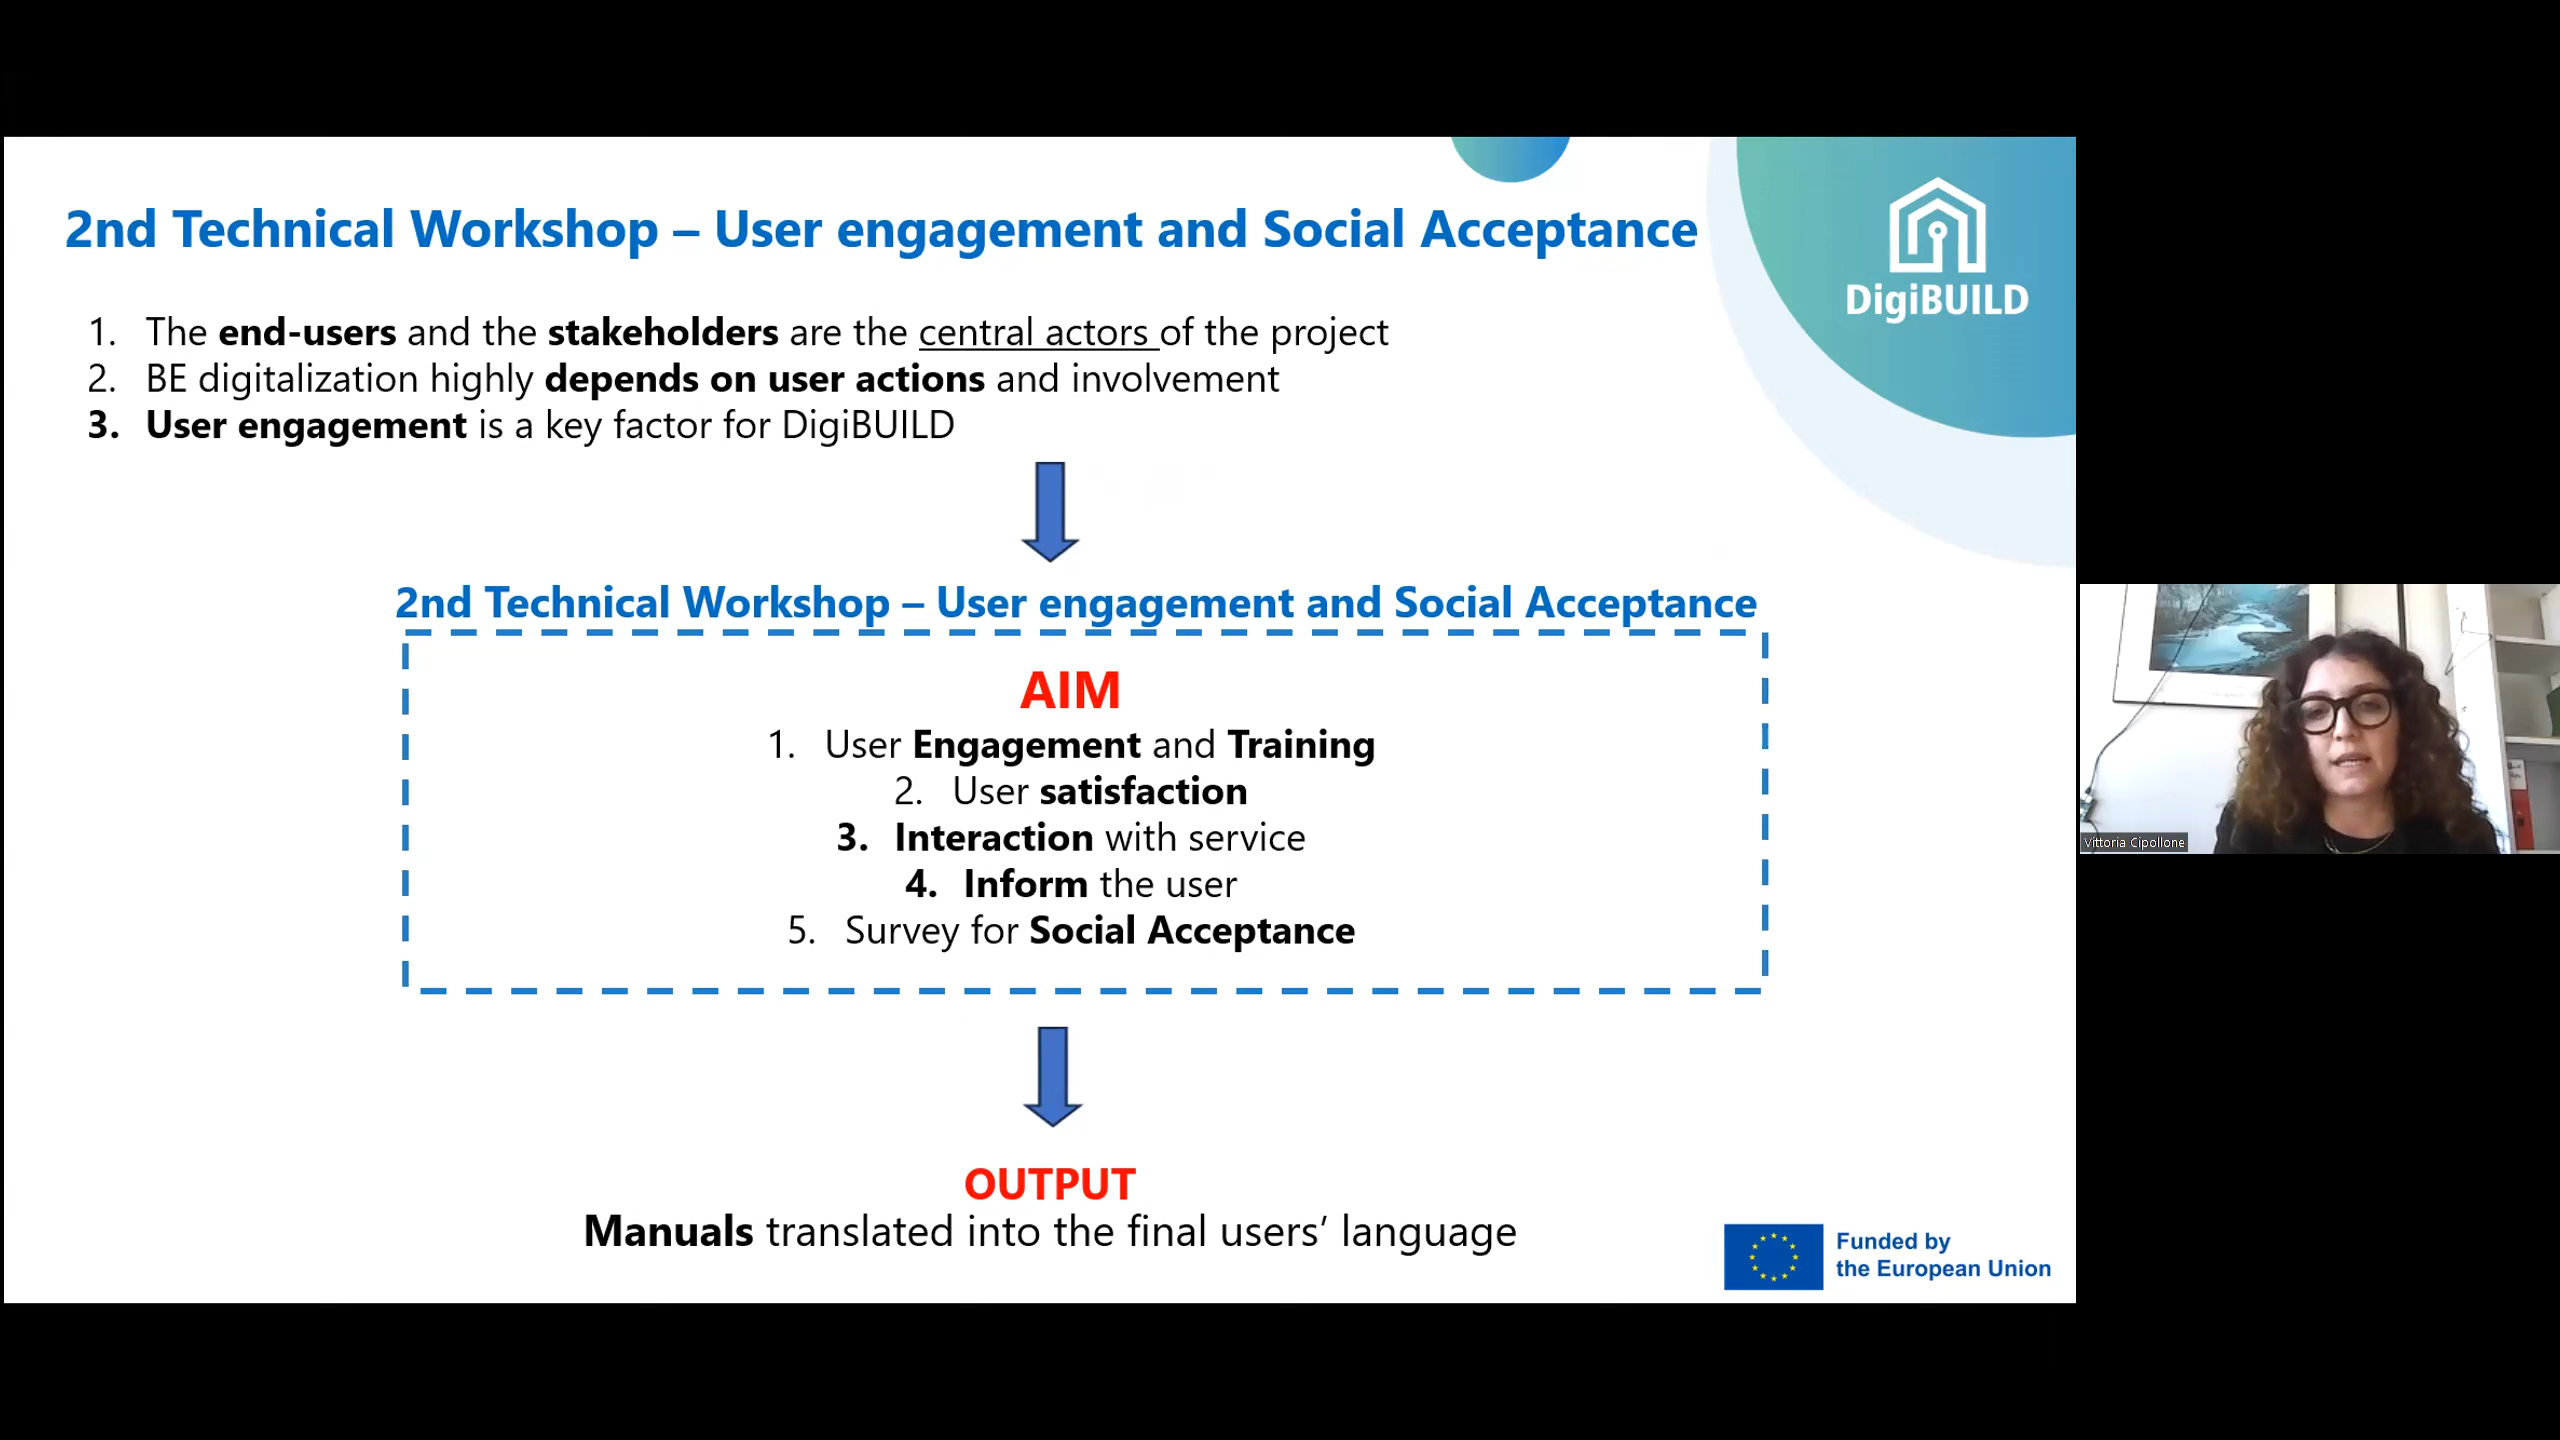 2nd Technical Workshop – User engagement and Social Acceptance
DigiBUILD
1. The end-users and the stakeholders are the central actors of the project
2. BE digitalization highly depends on user actions and involvement
3. User engagement is a key factor for DigiBUILD
2nd Technical Workshop – User engagement and Social Acceptance
AIM
1. User Engagement and Training
2. User satisfaction
3. Interaction with service
4. Inform the user
5. Survey for Social Acceptance
Vittoria Cipollone
OUTPUT
Manuals translated into the final users’ language
Funded by
the European Union